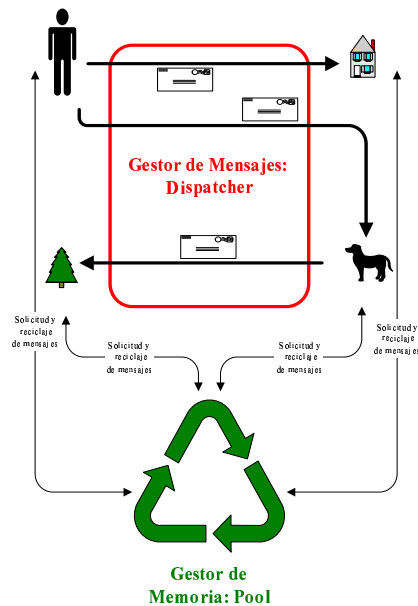 Gestor de Mensajes:
Dispatcher
Solicitud y
reciclaje
de mensajes
Solicitud y
reciclaje
de mensajes
Solicitud y
reciclaje
de mensajes
Solicitud y
reciclaje
de mensajes
Gestor de
Memoria: Pool